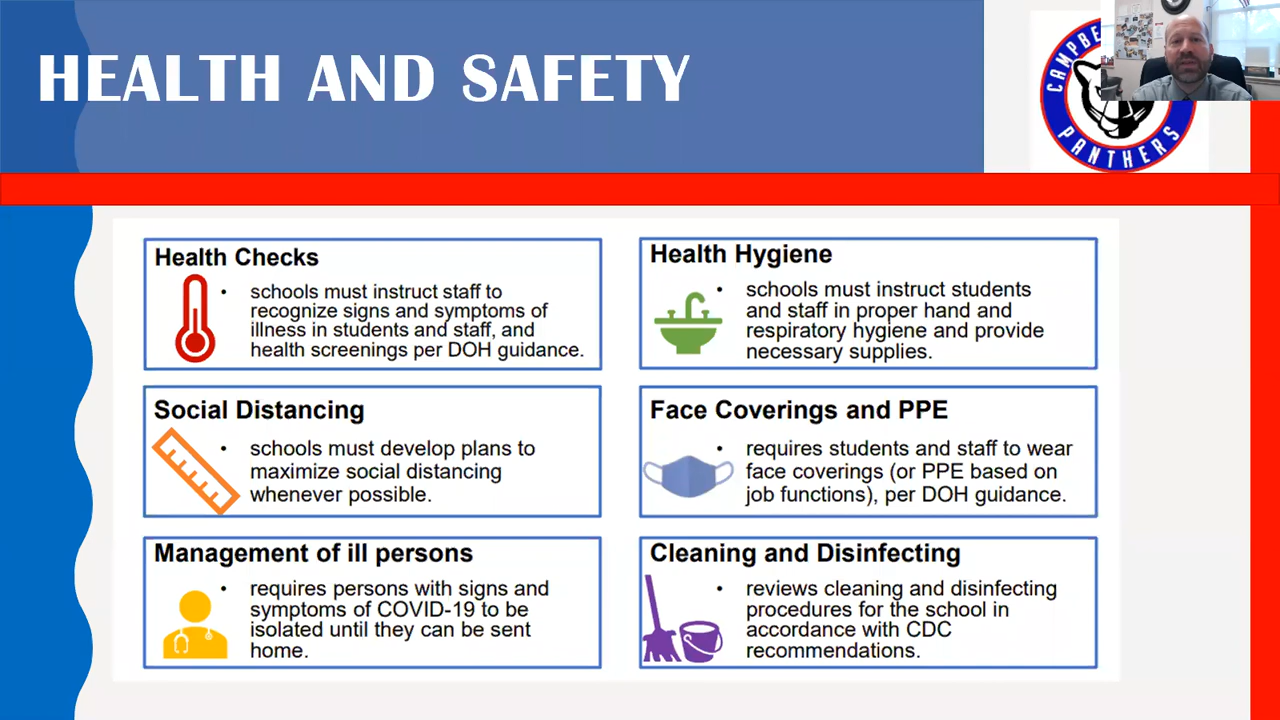 HEALTH AND SAFETY
CAMPBE
PANTHERS
Health Checks
• schools must instruct staff to
recognize signs and symptoms of
illness in students and staff, and
health screenings per DOH guidance.
Health Hygiene
• schools must instruct students
and staff in proper hand and
respiratory hygiene and provide
necessary supplies.
Social Distancing
• schools must develop plans to
maximize social distancing
whenever possible.
Face Coverings and PPE
• requires students and staff to wear
face coverings (or PPE based on
job functions), per DOH guidance.
Management of ill persons
• requires persons with signs and
symptoms of COVID-19 to be
isolated until they can be sent
home.
Cleaning and Disinfecting
• reviews cleaning and disinfecting
procedures for the school in
accordance with CDC
recommendations.